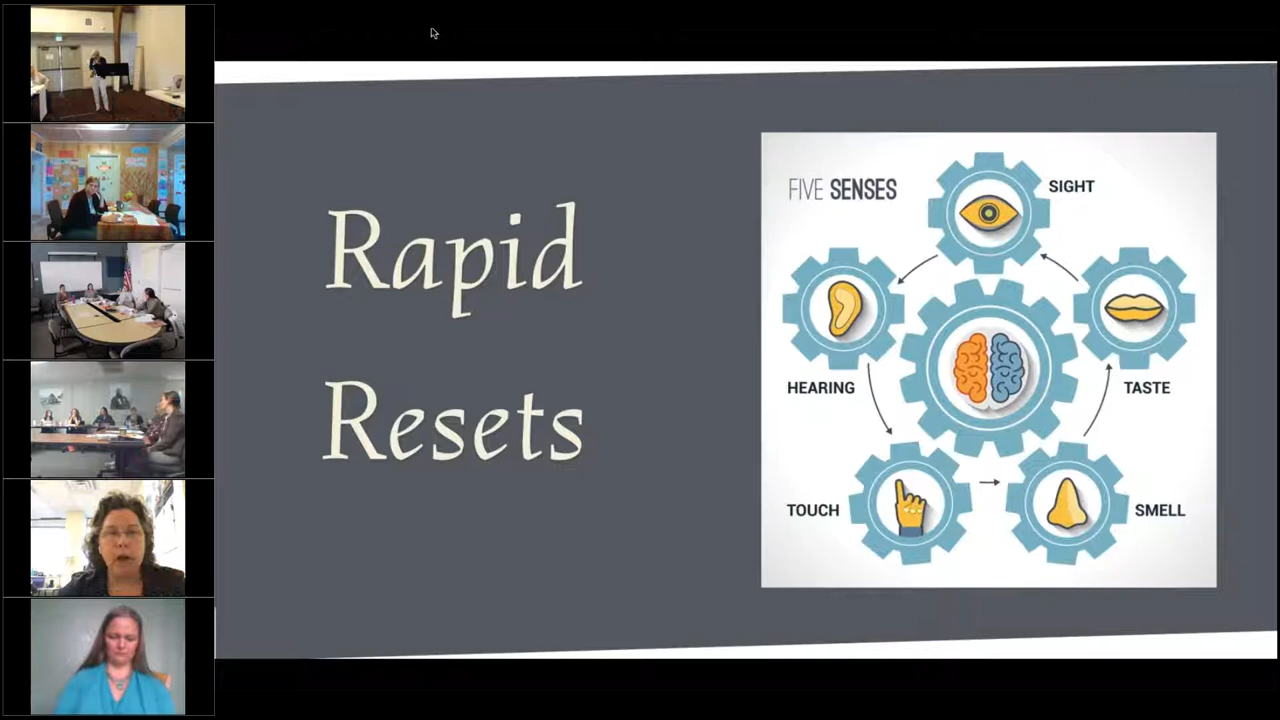 Rapid
Resets
FIVE SENSES
SIGHT
HEARING
TASTE
TOUCH
SMELL